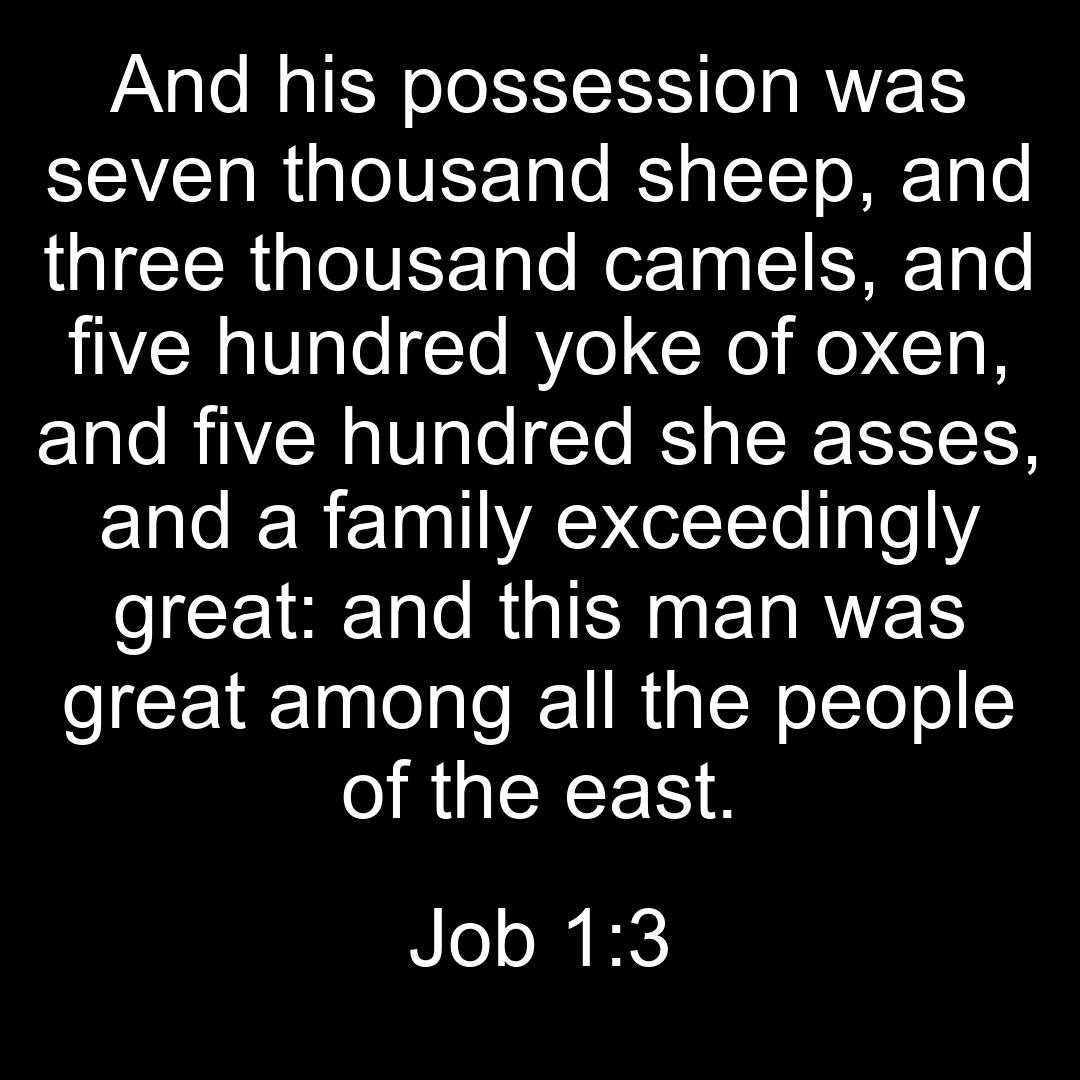 And his possession was
seven thousand sheep, and
three thousand camels, and
five hundred yoke of oxen,
and five hundred she asses,
and a family exceedingly
great: and this man was
great among all the people
of the east.
Job 1:3